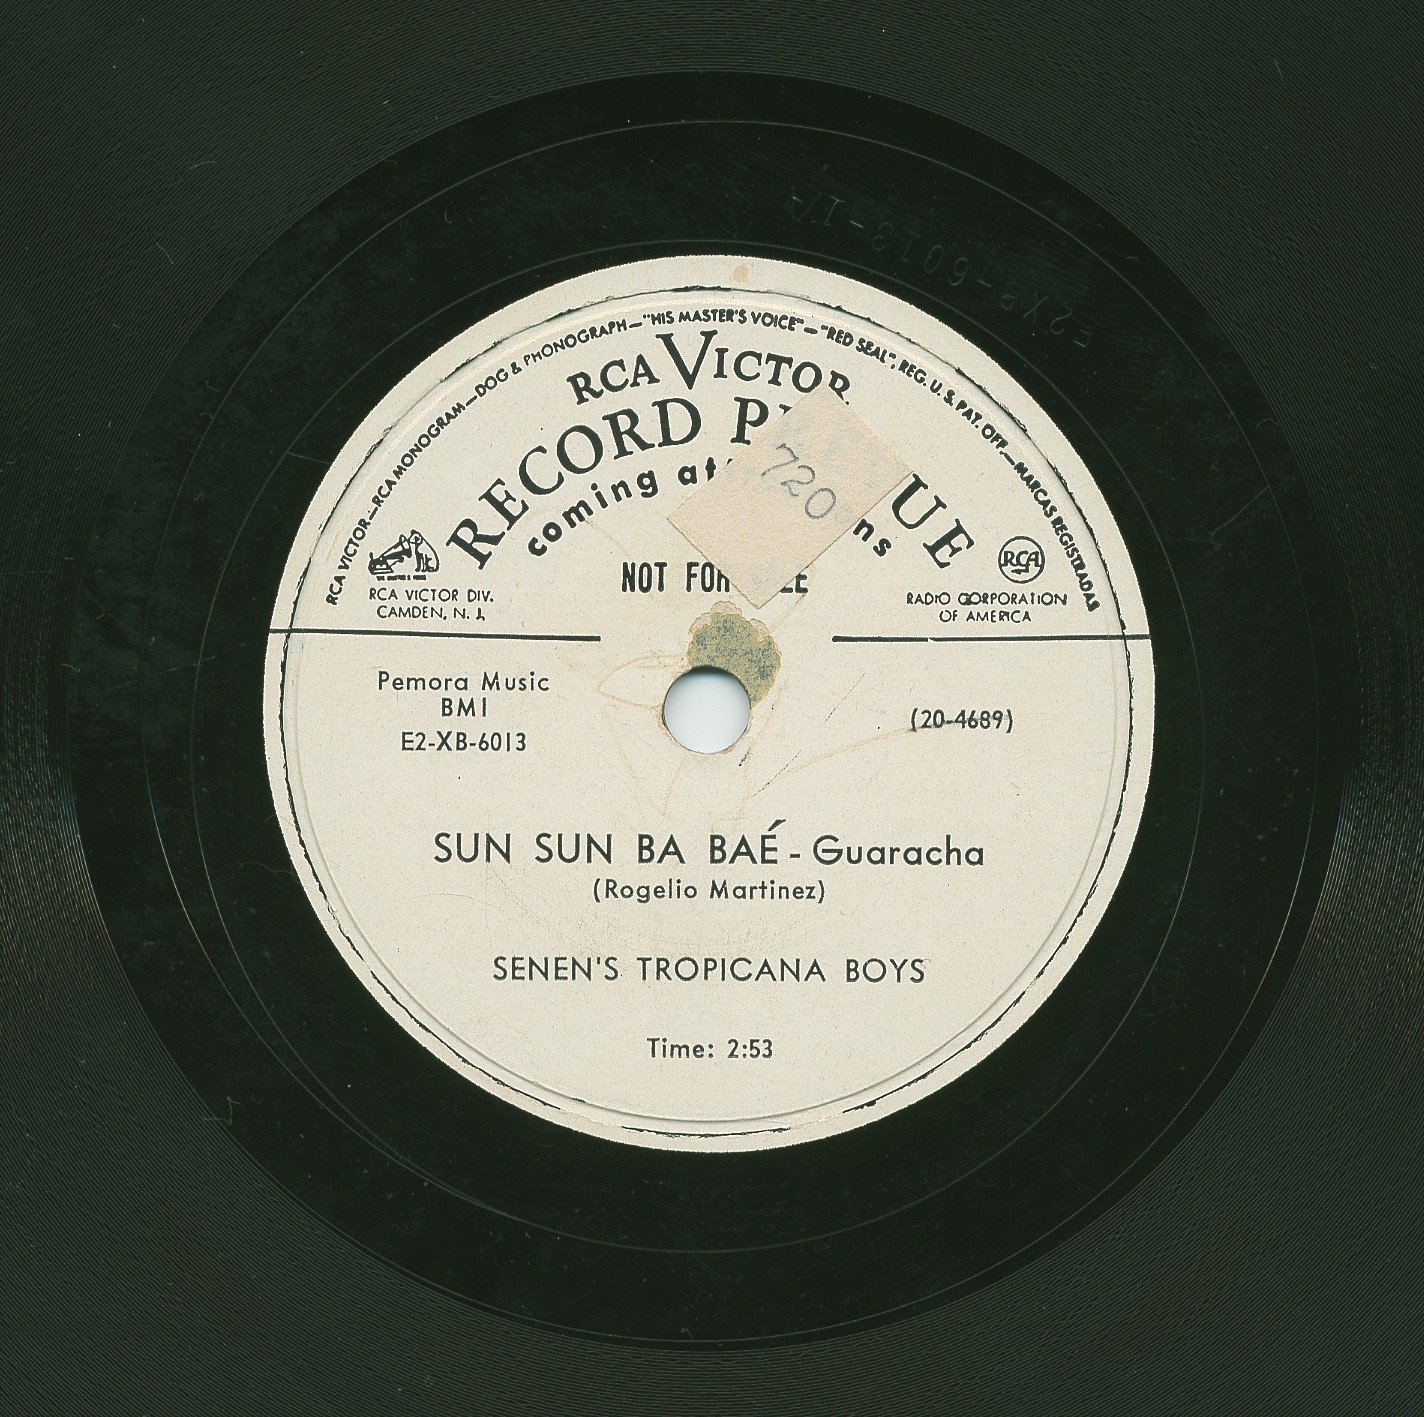 RCA VICTOR—RCA MONOGRAM—DOG & PHONOGRAPH—"HIS MASTER'S VOICE"—"RED SEAL", REG. U. S. PAT. OFF.—MARCAS REGISTRADAS
RCA VICTOR
RECORD P UE
coming at ns
720
NOT FOR
RCA VICTOR DIV.
CAMDEN, N. J.
RCA
RADIO CORPORATION
OF AMERICA
Pemora Music
BMI
E2-XB-6013
(20-4689)
SUN SUN BA BAÉ - Guaracha
(Rogelio Martinez)
SENEN'S TROPICANA BOYS
Time: 2:53